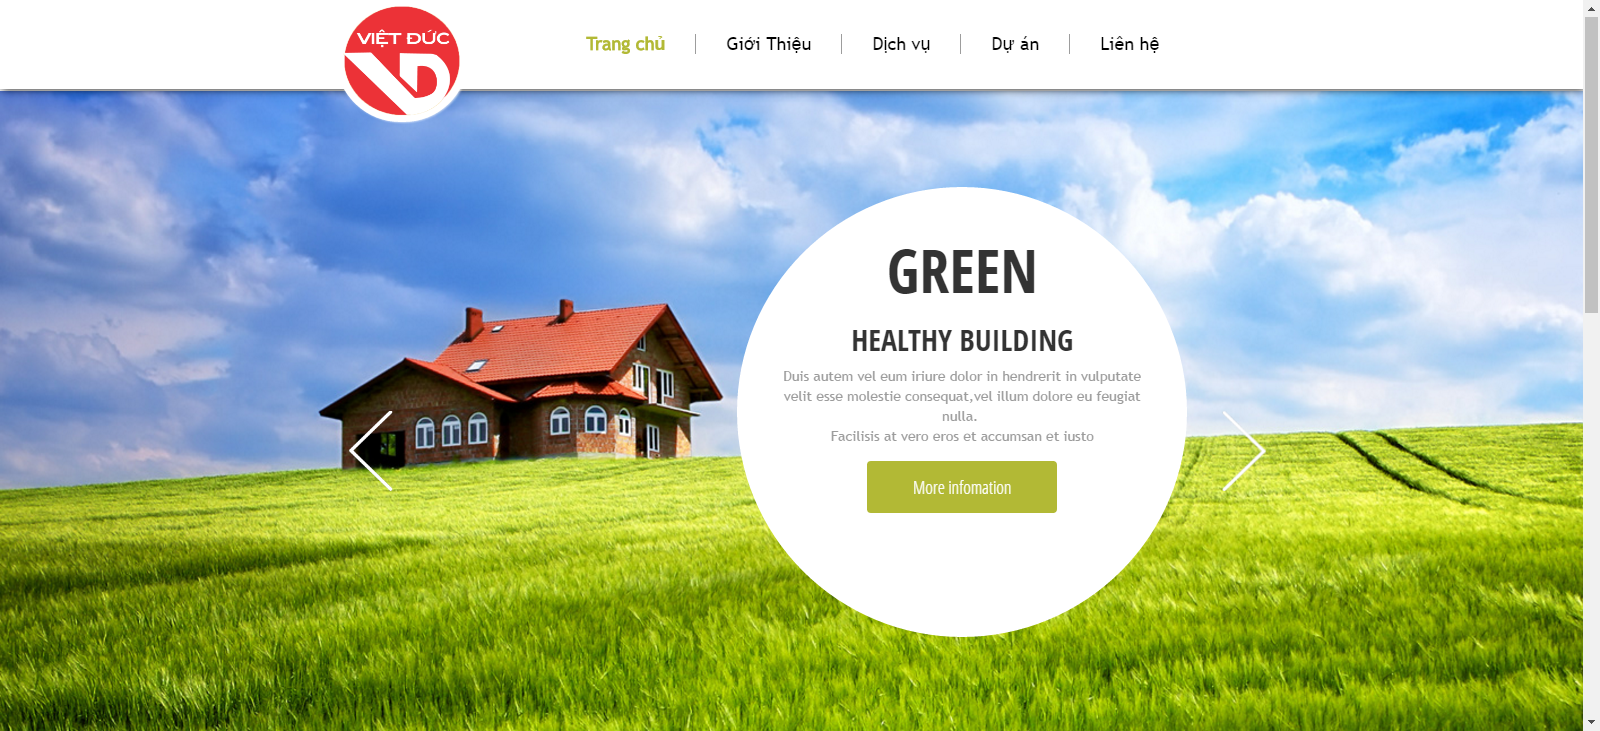 VIỆT ĐỨC
Trang chủ
Giới Thiệu
Dịch vụ
Dự án
Liên hệ
GREEN
HEALTHY BUILDING
Duis autem vel eum iriure dolor in hendrerit in vulputate
velit esse molestie consequat,vel illum dolore eu feugiat
nulla.
Facilisis at vero eros et accumsan et iusto
More infomation